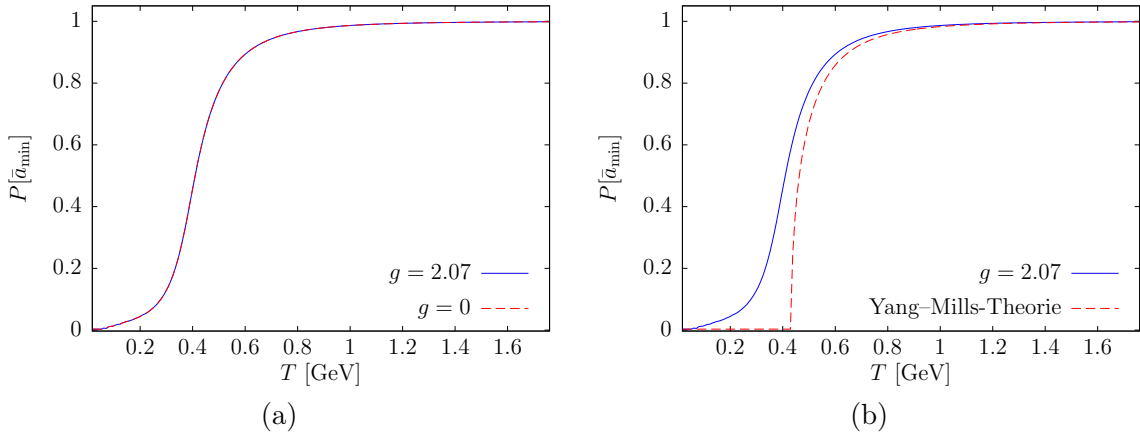 P[ā_min]
1
0.8
0.6
0.4
0.2
0
g = 2.07
g = 0
0.2 0.4 0.6 0.8 1 1.2 1.4 1.6
T [GeV]
(a)
P[ā_min]
1
0.8
0.6
0.4
0.2
0
g = 2.07
Yang–Mills-Theorie
0.2 0.4 0.6 0.8 1 1.2 1.4 1.6
T [GeV]
(b)